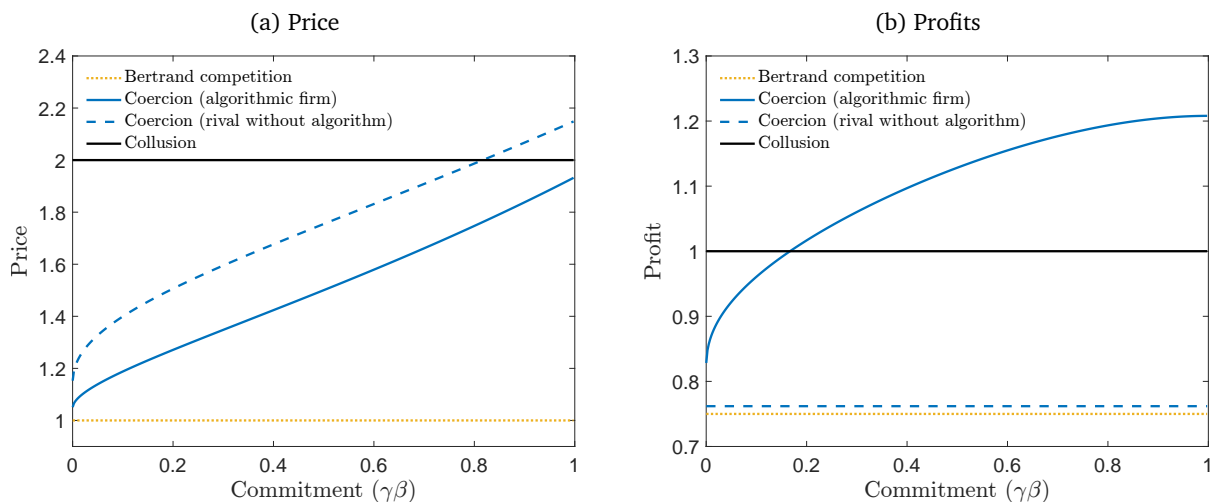 (a) Price
2.4
2.2
2
1.8
1.6
1.4
1.2
1
Price
Bertrand competition
Coercion (algorithmic firm)
Coercion (rival without algorithm)
Collusion
0
0.2
0.4
0.6
0.8
1
Commitment (γβ)
(b) Profits
1.3
1.2
1.1
1
0.9
0.8
0.7
Profit
Bertrand competition
Coercion (algorithmic firm)
Coercion (rival without algorithm)
Collusion
0
0.2
0.4
0.6
0.8
1
Commitment (γβ)